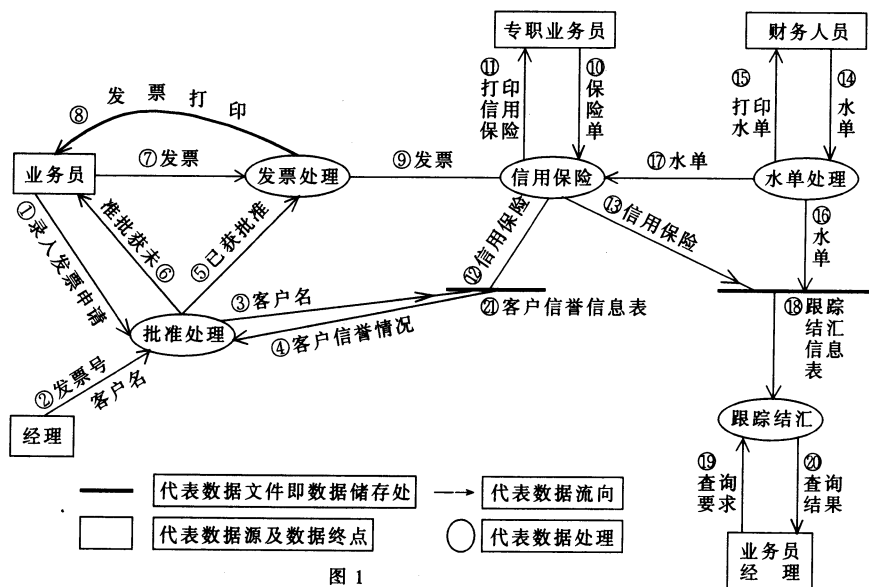 专职业务员
财务人员
⑪打印信用保险
⑩保险单
⑮打印水单
⑭水单
⑧发票打印
⑦发票
⑨发票
⑰水单
业务员
发票处理
信用保险
水单处理
①录入发票申请
⑥未获批准
⑤已获批准
⑫信用保险
⑬信用保险
⑯水单
③客户名
㉑客户信誉信息表
④客户信誉情况
⑱跟踪结汇信息表
批准处理
②发票号
客户名
经理
跟踪结汇
⑲查询要求
⑳查询结果
代表数据文件即数据储存处
代表数据流向
代表数据源及数据终点
代表数据处理
业务员
经理
图1